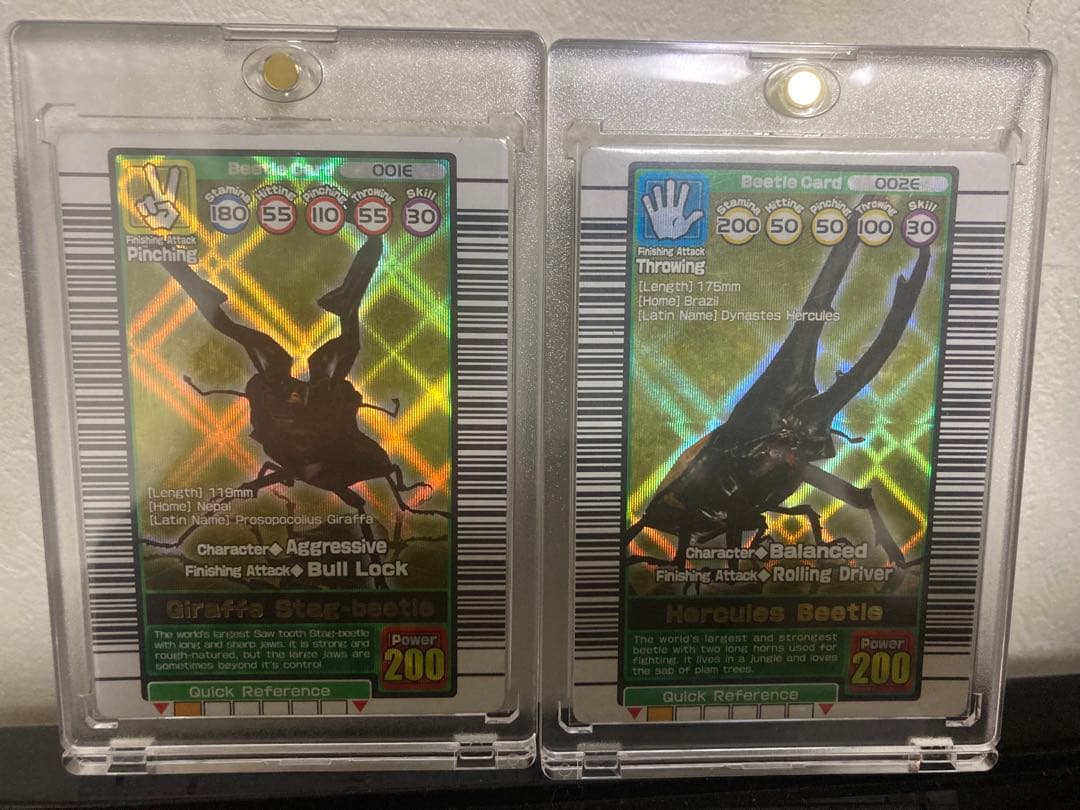 Beetle Card 001E
Stamina Hitting Pinching Throwing Skill
180 55 110 55 30
Finishing Attack
Pinching
[Length] 119mm
[Home] Nepal
[Latin Name] Prosopocolius Giraffa
Character◆Aggressive
Finishing Attack◆Bull Lock
Giraffa Stag-beetle
The world's largest Saw tooth Stag-beetle
with long and sharp jaws. It is strong and
rough-natured, but the large jaws are
sometimes beyond it's control.
Power
200
Quick Reference
Beetle Card 002E
Stamina Hitting Pinching Throwing Skill
200 50 50 100 30
Finishing Attack
Throwing
[Length] 175mm
[Home] Brazil
[Latin Name] Dynastes Hercules
Character◆Balanced
Finishing Attack◆Rolling Driver
Hercules Beetle
The world's largest and strongest
beetle with two long horns used for
fighting. It lives in a jungle and loves
the sap of plam trees.
Power
200
Quick Reference